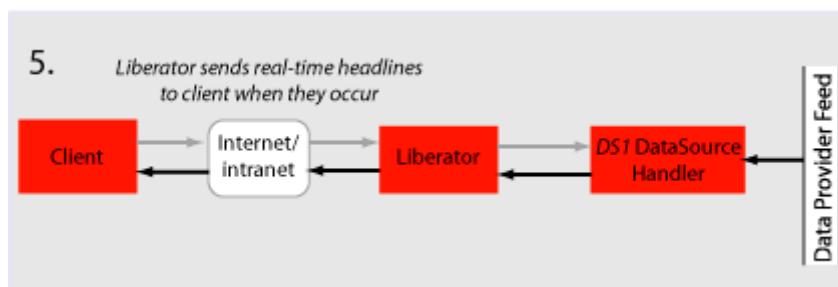 5.
Liberator sends real-time headlines
to client when they occur
Client
Internet/
intranet
Liberator
DS1 DataSource
Handler
Data Provider Feed